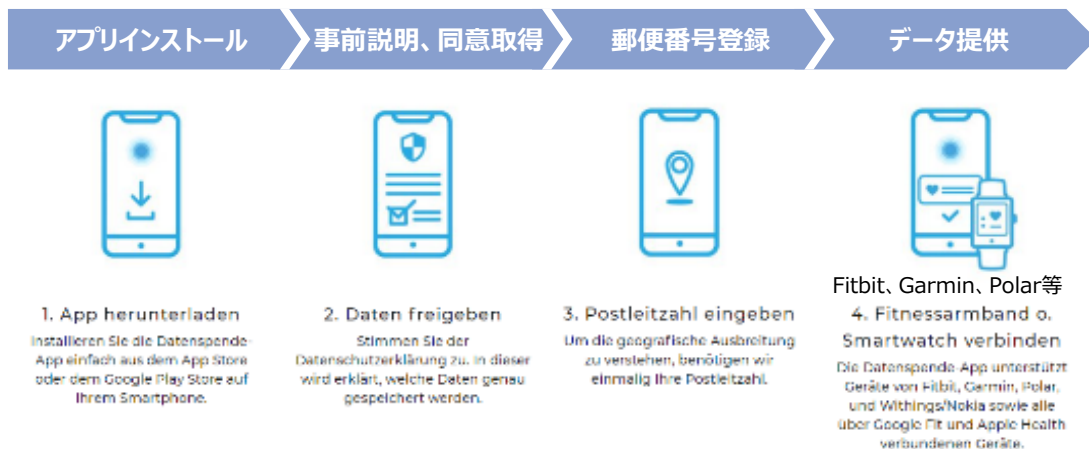 アプリインストール
事前説明、同意取得
郵便番号登録
データ提供
1. App herunterladen
Installieren Sie die Datenspende-
App einfach aus dem App Store
oder dem Google Play Store auf
Ihrem Smartphone.
2. Daten freigeben
Stimmen Sie der
Datenschutzerklärung zu. In dieser
wird erklärt, welche Daten genau
gespeichert werden.
3. Postleitzahl eingeben
Um die geografische Ausbreitung
zu verstehen, benötigen wir
einmalig Ihre Postleitzahl.
Fitbit、Garmin、Polar等
4. Fitnessarmband o.
Smartwatch verbinden
Die Datenspende-App unterstützt
Geräte von Fitbit, Garmin, Polar,
und Withings/Nokia sowie alle
über Google Fit und Apple Health
verbundenen Geräte.